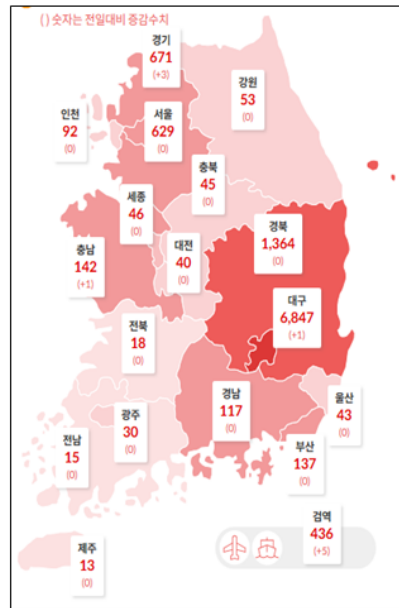 ( ) 숫자는 전일대비 증감수치
경기
671
(+3)
강원
53
(0)
인천
92
(0)
서울
629
(0)
충북
45
(0)
세종
46
(0)
경북
1,364
(0)
충남
142
(+1)
대전
40
(0)
대구
6,847
(+1)
전북
18
(0)
경남
117
(0)
울산
43
(0)
광주
30
(0)
전남
15
(0)
부산
137
(0)
검역
436
(+5)
제주
13
(0)